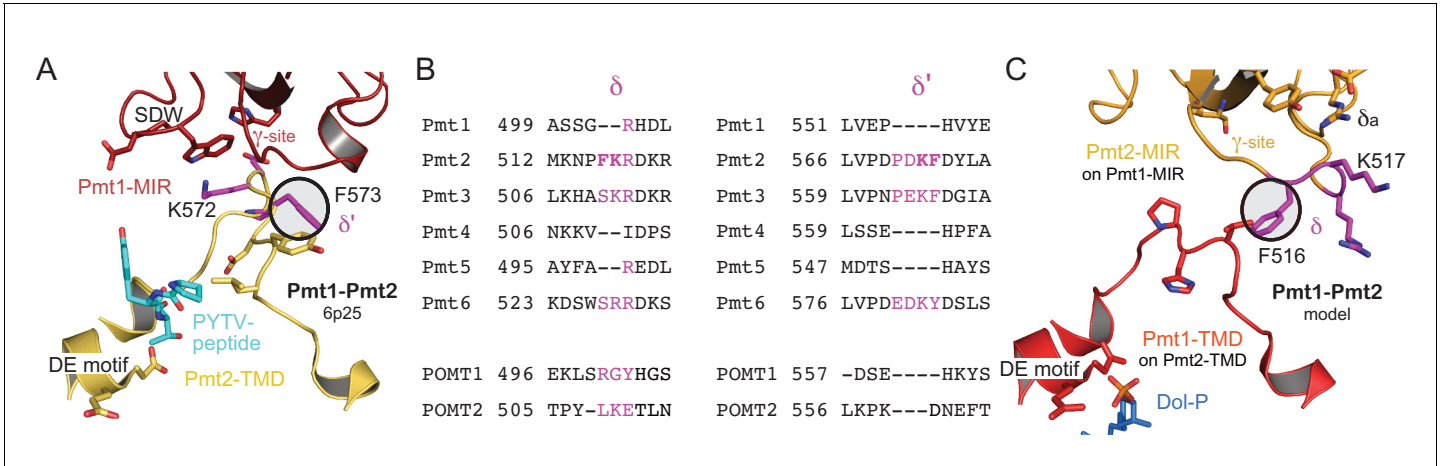 A
SDW
γ-site
Pmt1-MIR
F573
K572
δ'
Pmt1-Pmt2
6p25
PYTV-
peptide
DE motif
Pmt2-TMD
B
δ δ'
Pmt1 499 ASSG--RHDL Pmt1 551 LVEP----HVYE
Pmt2 512 MKNPFKRDKR Pmt2 566 LVPDPDKFDYLA
Pmt3 506 LKHASKRDKR Pmt3 559 LVPNPEKFDGIA
Pmt4 506 NKKV--IDPS Pmt4 559 LSSE----HPFA
Pmt5 495 AYFA--REDL Pmt5 547 MDTS----HAYS
Pmt6 523 KDSWSRRDKS Pmt6 576 LVPDEDKYDSLS
POMT1 496 EKLSRGYHGS POMT1 557 -DSE----HKYS
POMT2 505 TPY-LKETLN POMT2 556 LKPK---DNEFT
C
δa
γ-site
Pmt2-MIR
on Pmt1-MIR
K517
δ
F516
Pmt1-Pmt2
model
Pmt1-TMD
on Pmt2-TMD
DE motif
Dol-P